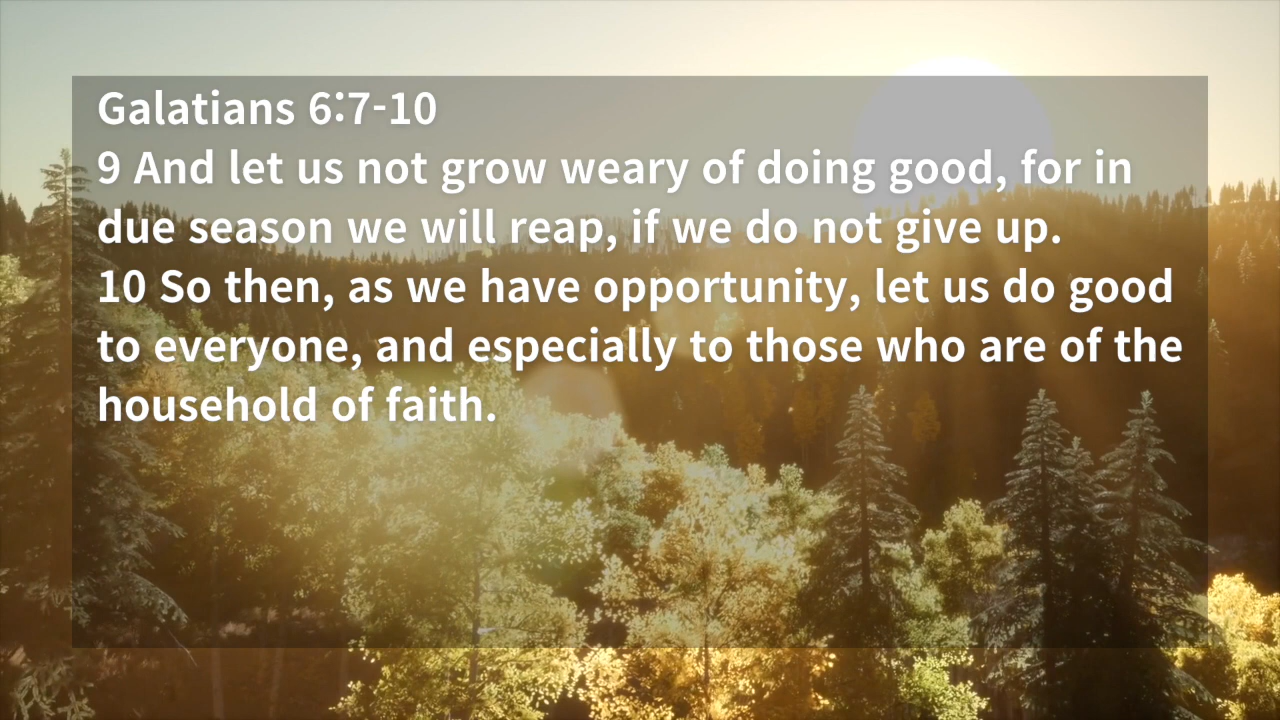 Galatians 6:7-10
9 And let us not grow weary of doing good, for in
due season we will reap, if we do not give up.
10 So then, as we have opportunity, let us do good
to everyone, and especially to those who are of the
household of faith.